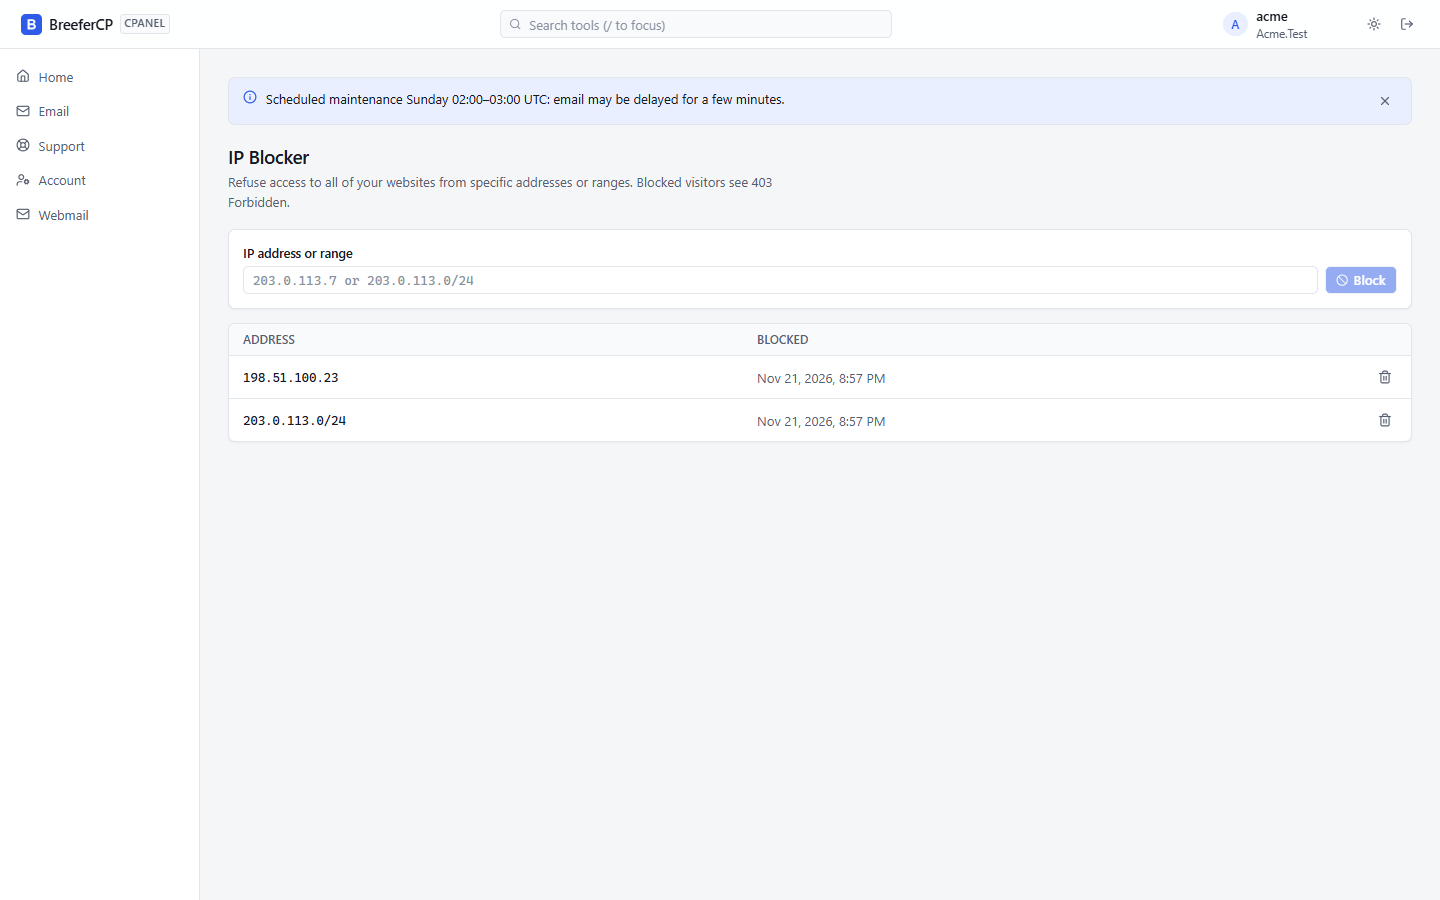 B BreeferCP CPANEL
Search tools (/ to focus)
A acme
Acme.Test
Home
Email
Support
Account
Webmail
Scheduled maintenance Sunday 02:00–03:00 UTC: email may be delayed for a few minutes.
IP Blocker
Refuse access to all of your websites from specific addresses or ranges. Blocked visitors see 403
Forbidden.
IP address or range
203.0.113.7 or 203.0.113.0/24
Block
ADDRESS BLOCKED
198.51.100.23 Nov 21, 2026, 8:57 PM
203.0.113.0/24 Nov 21, 2026, 8:57 PM